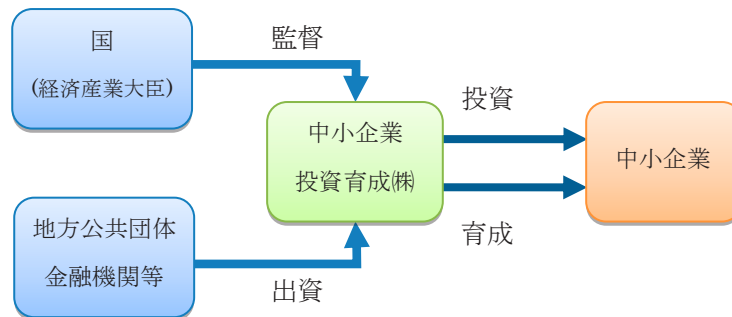 国
(経済産業大臣)
監督
中小企業
投資育成㈱
投資
育成
中小企業
地方公共団体
金融機関等
出資